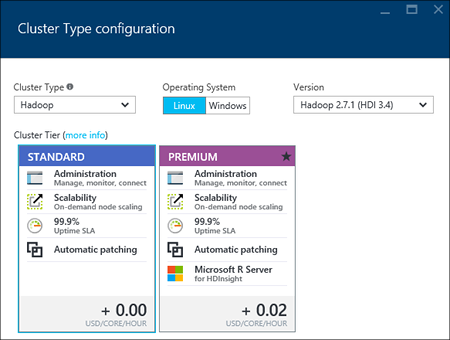 Cluster Type configuration
Cluster Type Operating System Version
Hadoop Linux Windows Hadoop 2.7.1 (HDI 3.4)
Cluster Tier (more info)
STANDARD
Administration
Manage, monitor, connect
Scalability
On-demand node scaling
99.9%
Uptime SLA
Automatic patching
+ 0.00
USD/CORE/HOUR
PREMIUM
Administration
Manage, monitor, connect
Scalability
On-demand node scaling
99.9%
Uptime SLA
Automatic patching
Microsoft R Server
for HDInsight
+ 0.02
USD/CORE/HOUR